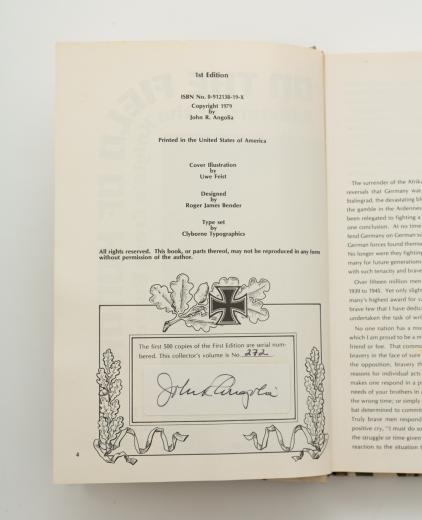 1st Edition
ISBN No. 0-912138-19-X
Copyright 1979
by
John R. Angolia
Printed in the United States of America
Cover Illustration
by
Uwe Feist
Designed
by
Roger James Bender
Type set
by
Clyborne Typographics
All rights reserved. This book, or parts thereof, may not be reproduced in any form
without permission of the author.
The first 500 copies of the First Edition are serial num-
bered. This collector's volume is No. 272
John R Angolia
4
The surrender of the Afrika
reversals that Germany was
Stalingrad, the devastating bl
the gamble in the Ardennes
been relegated to fighting a
one conclusion. At no time
fend Germany on German so
German forces found themse
No longer were they fighting
many for future generations
with such tenacity and brave
Over fifteen million men
1939 to 1945. Yet only slight
many's highest award for va
brave few that I have dedica
undertaken the task of writ
No one nation has a mon
which I am proud to be a m
friend or foe. That commo
bravery in the face of sure
the opposition, bravery th
reasons for individual acts
makes one respond in a p
needs of your brothers in a
the wrong time; or simply
bat determined to commit
Truly brave men respond
positive cry, "I must do so
the struggle or time given
reaction to the situation